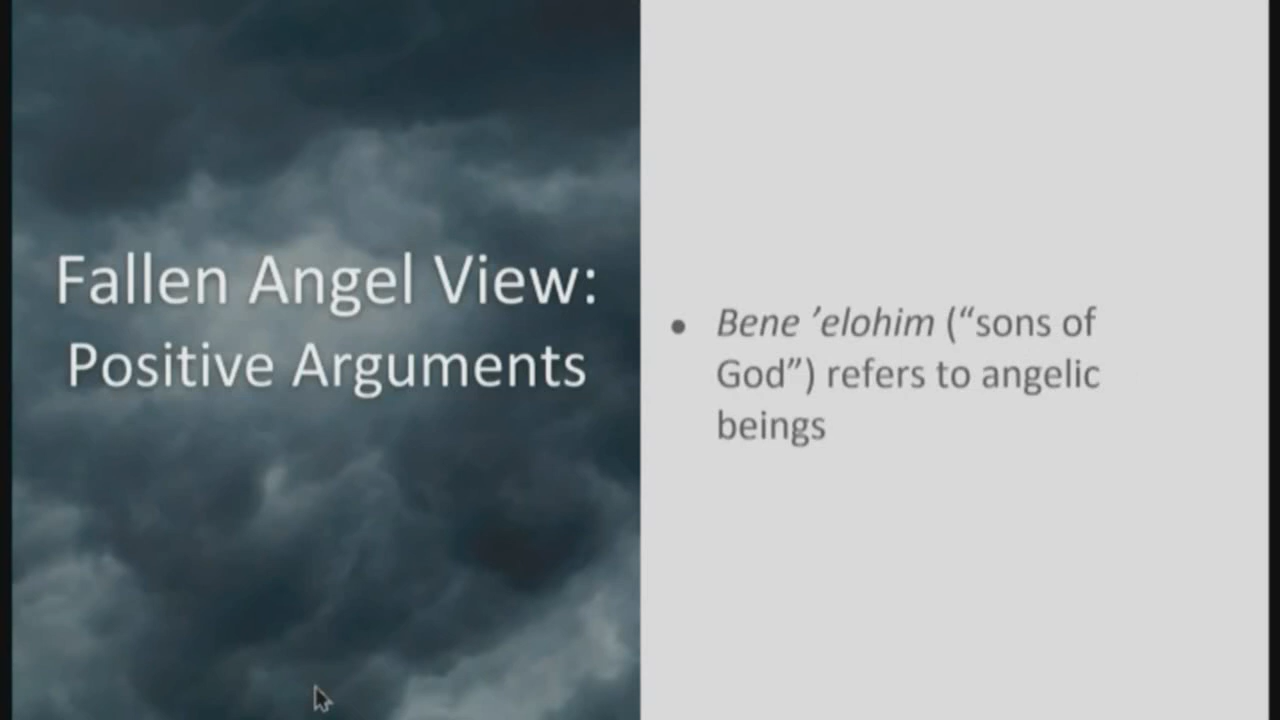 Fallen Angel View:
Positive Arguments
• Bene ’elohim (“sons of
God”) refers to angelic
beings